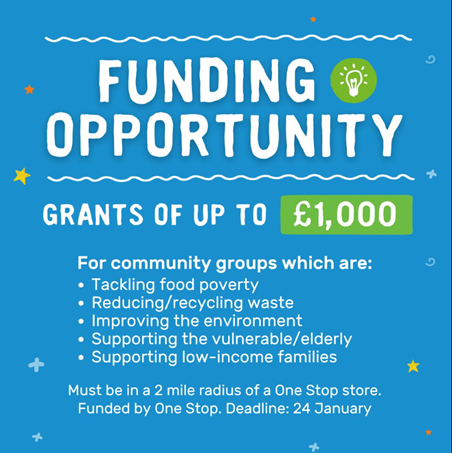 FUNDING
OPPORTUNITY
GRANTS OF UP TO £1,000
For community groups which are:
• Tackling food poverty
• Reducing/recycling waste
• Improving the environment
• Supporting the vulnerable/elderly
• Supporting low-income families
Must be in a 2 mile radius of a One Stop store.
Funded by One Stop. Deadline: 24 January